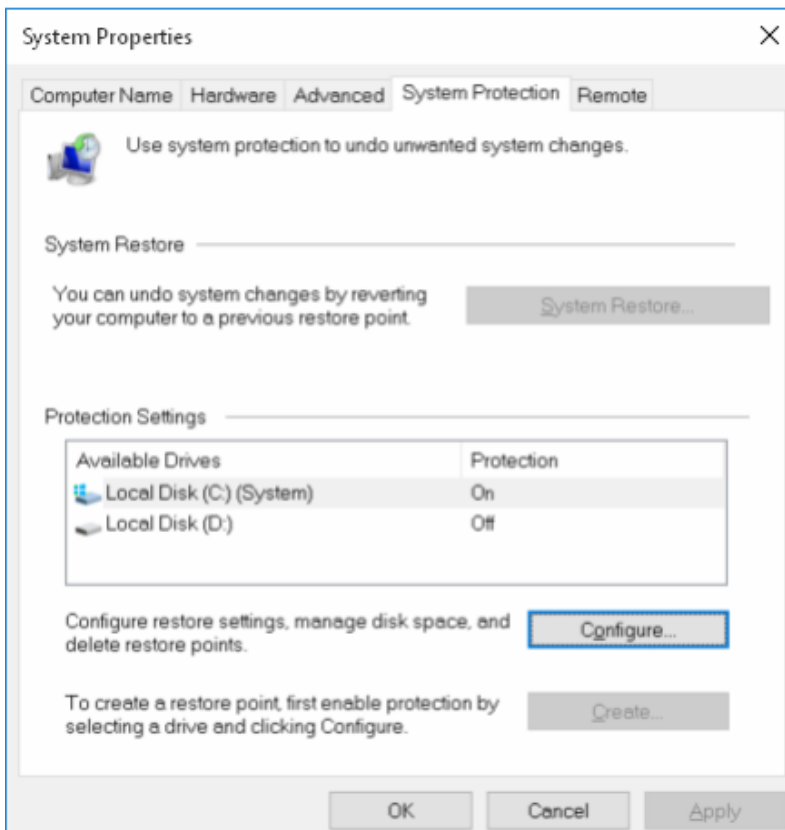 System Properties
Computer Name Hardware Advanced System Protection Remote
Use system protection to undo unwanted system changes.
System Restore
You can undo system changes by reverting
your computer to a previous restore point.
System Restore...
Protection Settings
Available Drives Protection
Local Disk (C:) (System) On
Local Disk (D:) Off
Configure restore settings, manage disk space, and
delete restore points.
Configure...
To create a restore point, first enable protection by
selecting a drive and clicking Configure.
Create...
OK Cancel Apply